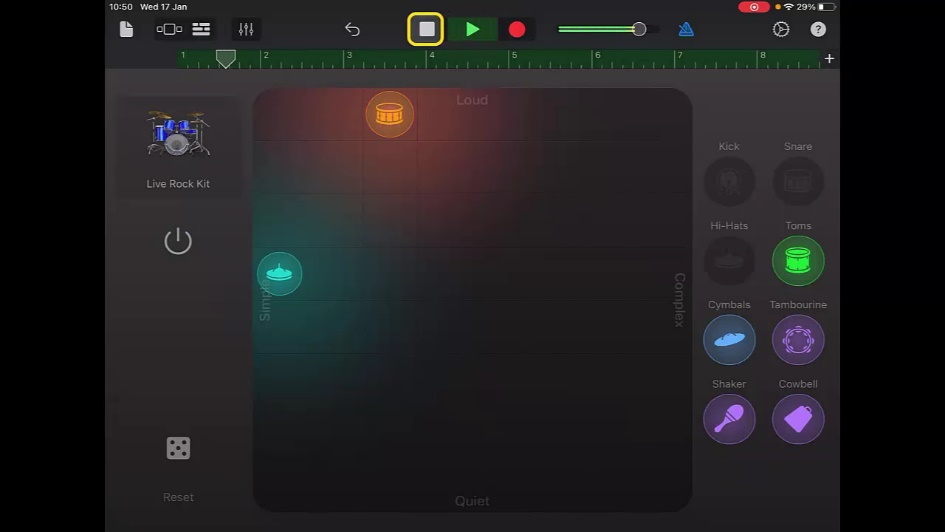 10:50 Wed 17 Jan
29%
1 2 3 4 5 6 7 8
Loud
Live Rock Kit
Simple
Complex
Quiet
Reset
Kick Snare
Hi-Hats Toms
Cymbals Tambourine
Shaker Cowbell